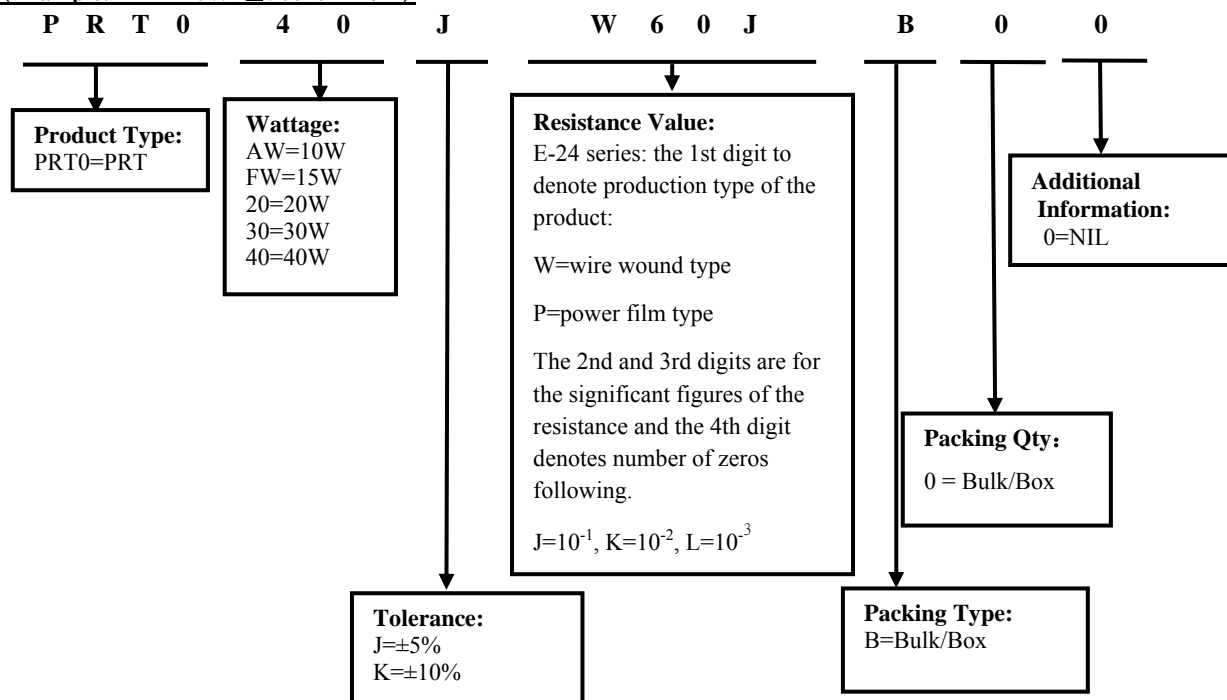 P R T 0 4 0 J W 6 0 J B 0 0
Product Type:
PRT0=PRT
Wattage:
AW=10W
FW=15W
20=20W
30=30W
40=40W
Resistance Value:
E-24 series: the 1st digit to
denote production type of the
product:
W=wire wound type
P=power film type
The 2nd and 3rd digits are for
the significant figures of the
resistance and the 4th digit
denotes number of zeros
following.
J=10⁻¹, K=10⁻², L=10⁻³
Additional
Information:
0=NIL
Packing Qty：
0 = Bulk/Box
Tolerance:
J=±5%
K=±10%
Packing Type:
B=Bulk/Box